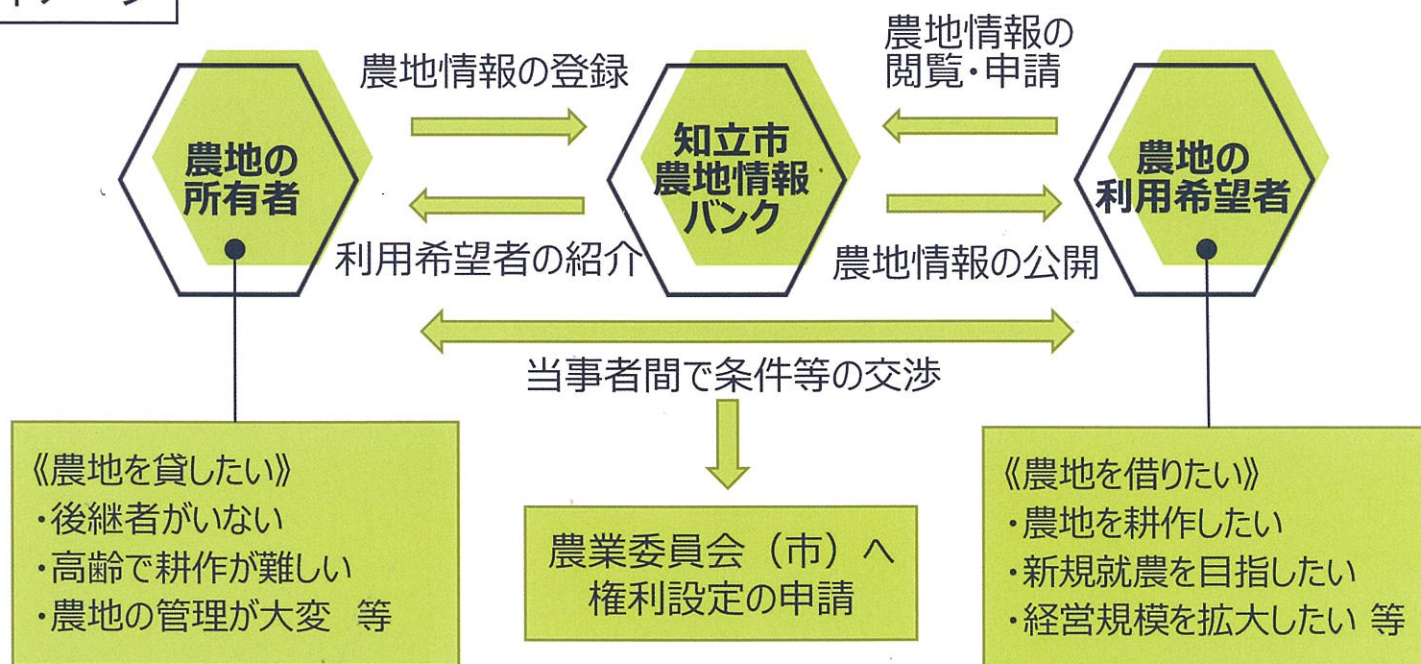 農地情報の登録
農地情報の
閲覧・申請
農地の
所有者
知立市
農地情報
バンク
農地の
利用希望者
利用希望者の紹介
農地情報の公開
当事者間で条件等の交渉
《農地を貸したい》
・後継者がいない
・高齢で耕作が難しい
・農地の管理が大変 等
農業委員会（市）へ
権利設定の申請
《農地を借りたい》
・農地を耕作したい
・新規就農を目指したい
・経営規模を拡大したい 等